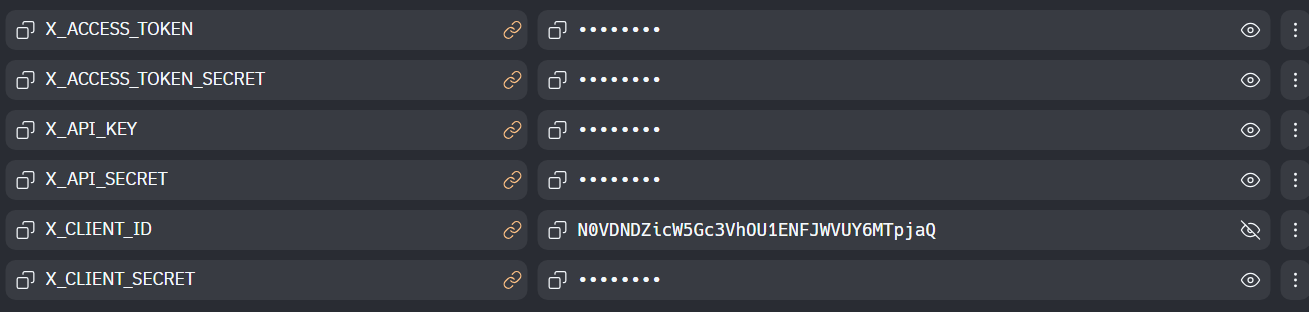 X_ACCESS_TOKEN ••••••••
X_ACCESS_TOKEN_SECRET ••••••••
X_API_KEY ••••••••
X_API_SECRET ••••••••
X_CLIENT_ID N0VDNDZicW5Gc3VhOU1ENFJWVUY6MTpjaQ
X_CLIENT_SECRET ••••••••